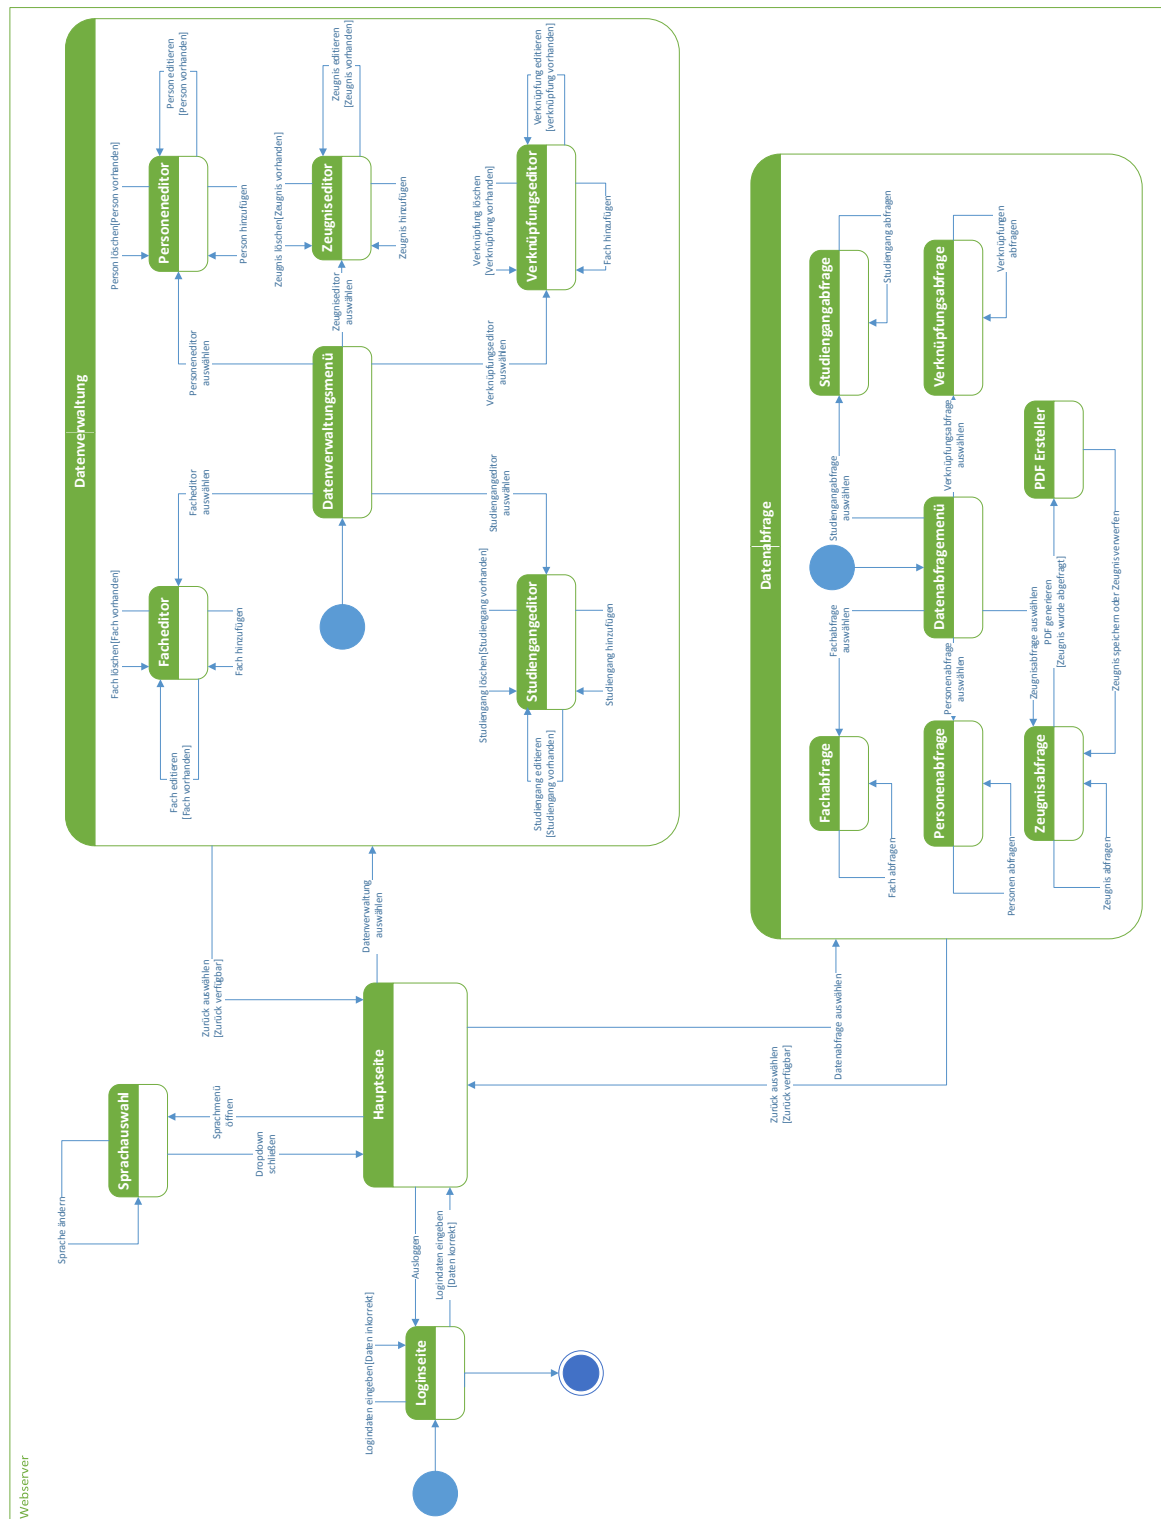 Webserver
Loginseite
Logindaten eingeben[Daten inkorrekt]
Logindaten eingeben
[Daten korrekt]
Ausloggen
Hauptseite
Sprachauswahl
Sprache ändern
Sprachmenü
öffnen
Dropdown
schließen
Zurück auswählen
[Zurück verfügbar]
Datenverwaltung
auswählen
Datenabfrage auswählen
Zurück auswählen
[Zurück verfügbar]
Datenverwaltung
Datenverwaltungsmenü
Facheditor
auswählen
Facheditor
Fach löschen[Fach vorhanden]
Fach hinzufügen
Fach editieren
[Fach vorhanden]
Studiengangeditor
auswählen
Studiengangeditor
Studiengang löschen[Studiengang vorhanden]
Studiengang hinzufügen
Studiengang editieren
[Studiengang vorhanden]
Personeneditor
auswählen
Personeneditor
Person löschen[Person vorhanden]
Person hinzufügen
Person editieren
[Person vorhanden]
Zeugniseditor
auswählen
Zeugniseditor
Zeugnis löschen[Zeugnis vorhanden]
Zeugnis hinzufügen
Zeugnis editieren
[Zeugnis vorhanden]
Verknüpfungseditor
auswählen
Verknüpfungseditor
Verknüpfung löschen
[Verknüpfung vorhanden]
Fach hinzufügen
Verknüpfung editieren
[verknüpfung vorhanden]
Datenabfrage
Datenabfragemenü
Fachabfrage
auswählen
Fachabfrage
Fach abfragen
Personenabfrage
auswählen
Personenabfrage
Personen abfragen
Zeugnisabfrage auswählen
Zeugnisabfrage
Zeugnis abfragen
PDF generieren
[Zeugnis wurde abgefragt]
PDF Ersteller
Zeugnis speichern oder Zeugnis verwerfen
Studiengangabfrage
auswählen
Studiengangabfrage
Studiengang abfragen
Verknüpfungsabfrage
auswählen
Verknüpfungsabfrage
Verknüpfungen
abfragen